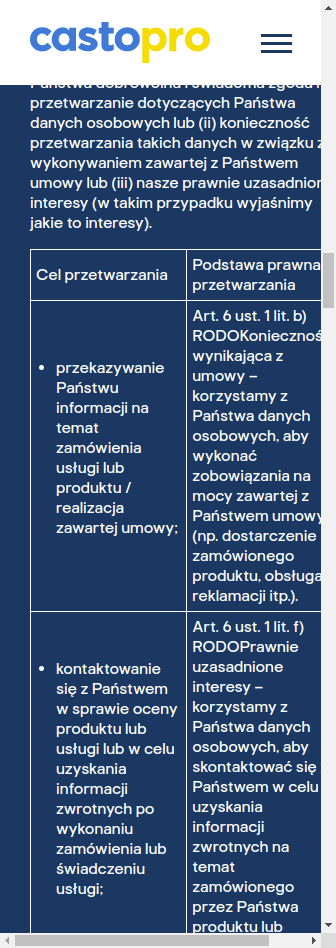 castopro
Państwa dobrowolna i świadoma zgoda n
przetwarzanie dotyczących Państwa
danych osobowych lub (ii) konieczność
przetwarzania takich danych w związku z
wykonywaniem zawartej z Państwem
umowy lub (iii) nasze prawnie uzasadnion
interesy (w takim przypadku wyjaśnimy
jakie to interesy).
Cel przetwarzania
Podstawa prawna
przetwarzania
przekazywanie
Państwu
informacji na
temat
zamówienia
usługi lub
produktu /
realizacja
zawartej umowy;
Art. 6 ust. 1 lit. b)
RODOKoniecznoś
wynikająca z
umowy –
korzystamy z
Państwa danych
osobowych, aby
wykonać
zobowiązania na
mocy zawartej z
Państwem umowy
(np. dostarczenie
zamówionego
produktu, obsługa
reklamacji itp.).
kontaktowanie
się z Państwem
w sprawie oceny
produktu lub
usługi lub w celu
uzyskania
informacji
zwrotnych po
wykonaniu
zamówienia lub
świadczeniu
usługi;
Art. 6 ust. 1 lit. f)
RODOPrawnie
uzasadnione
interesy –
korzystamy z
Państwa danych
osobowych, aby
skontaktować się
Państwem w celu
uzyskania
informacji
zwrotnych na
temat
zamówionego
przez Państwa
produktu lub